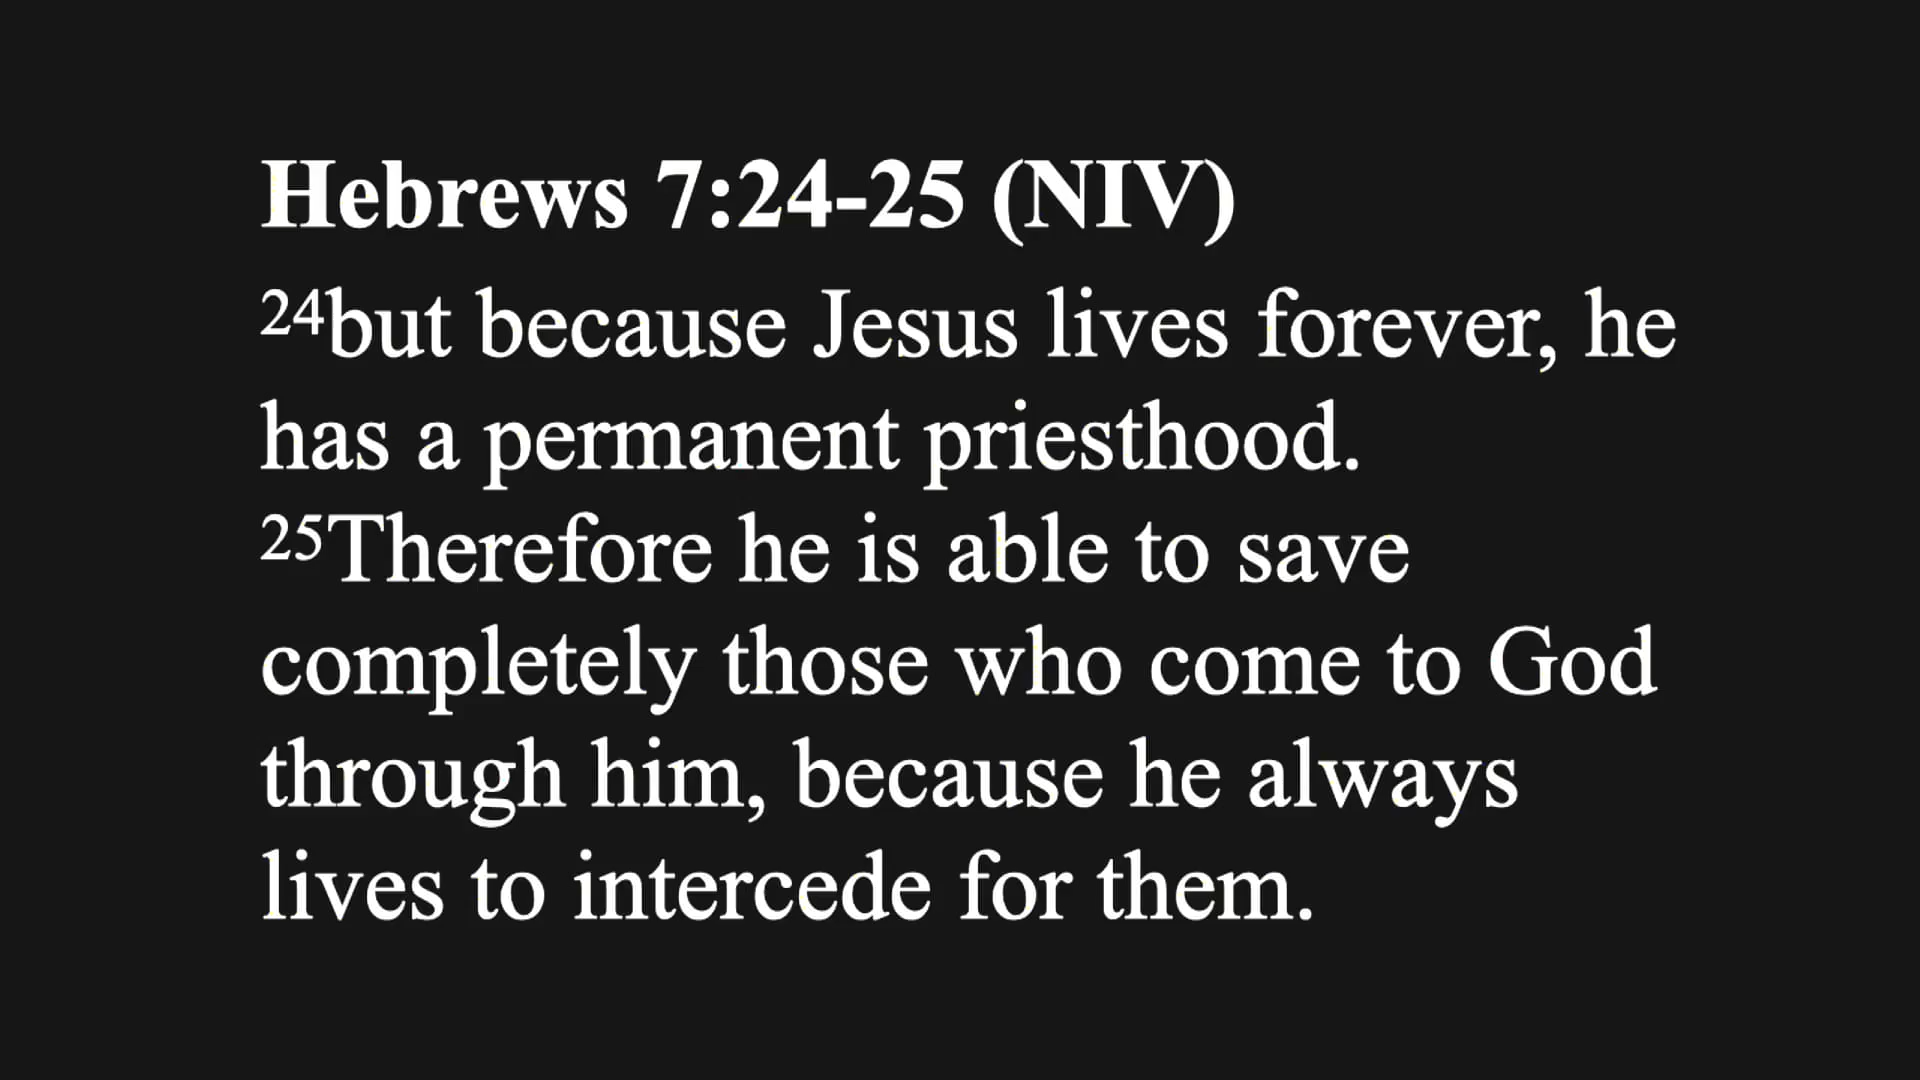 Hebrews 7:24-25 (NIV)
24but because Jesus lives forever, he
has a permanent priesthood.
25Therefore he is able to save
completely those who come to God
through him, because he always
lives to intercede for them.